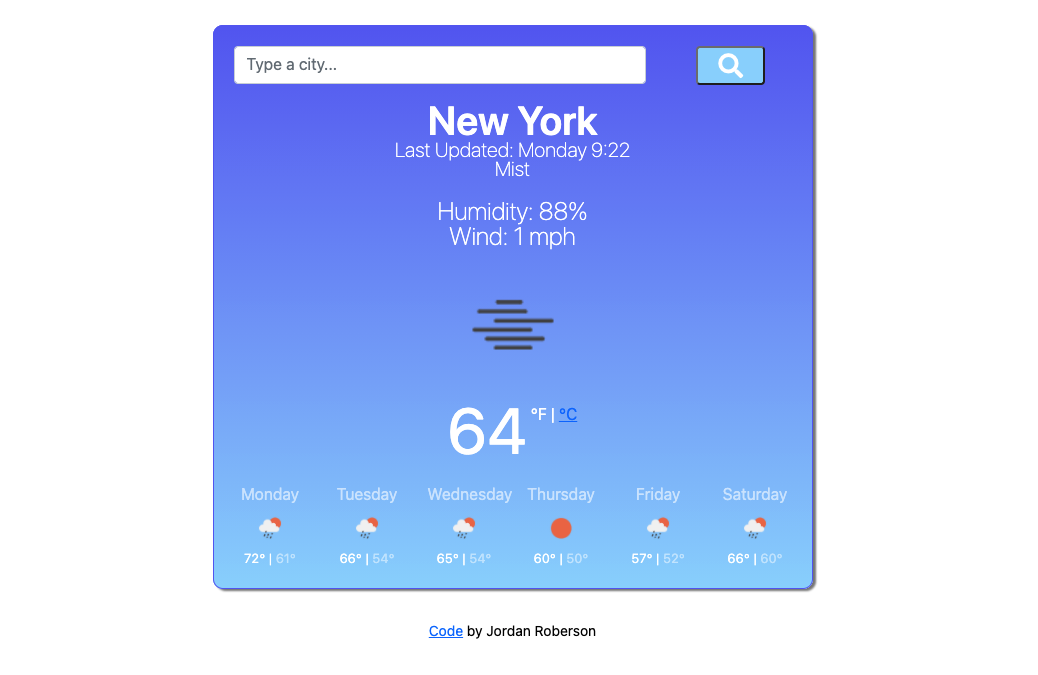 Type a city...
New York
Last Updated: Monday 9:22
Mist
Humidity: 88%
Wind: 1 mph
64 °F | °C
Monday Tuesday Wednesday Thursday Friday Saturday
72° | 61° 66° | 54° 65° | 54° 60° | 50° 57° | 52° 66° | 60°
Code by Jordan Roberson